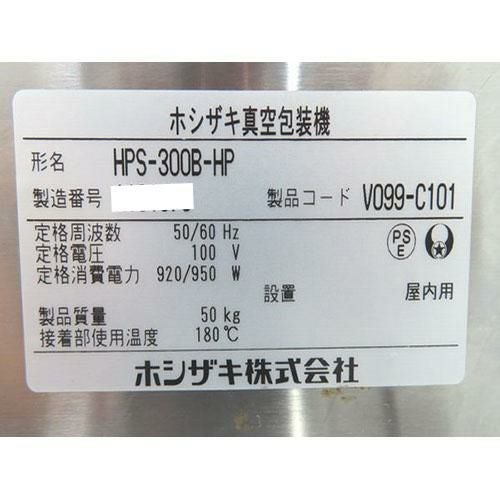 ホシザキ真空包装機
形名 HPS-300B-HP
製造番号 製品コード V099-C101
定格周波数 50/60 Hz
定格電圧 100 V
定格消費電力 920/950 W
PS
E
設置 屋内用
製品質量 50 kg
接着部使用温度 180℃
ホシザキ株式会社